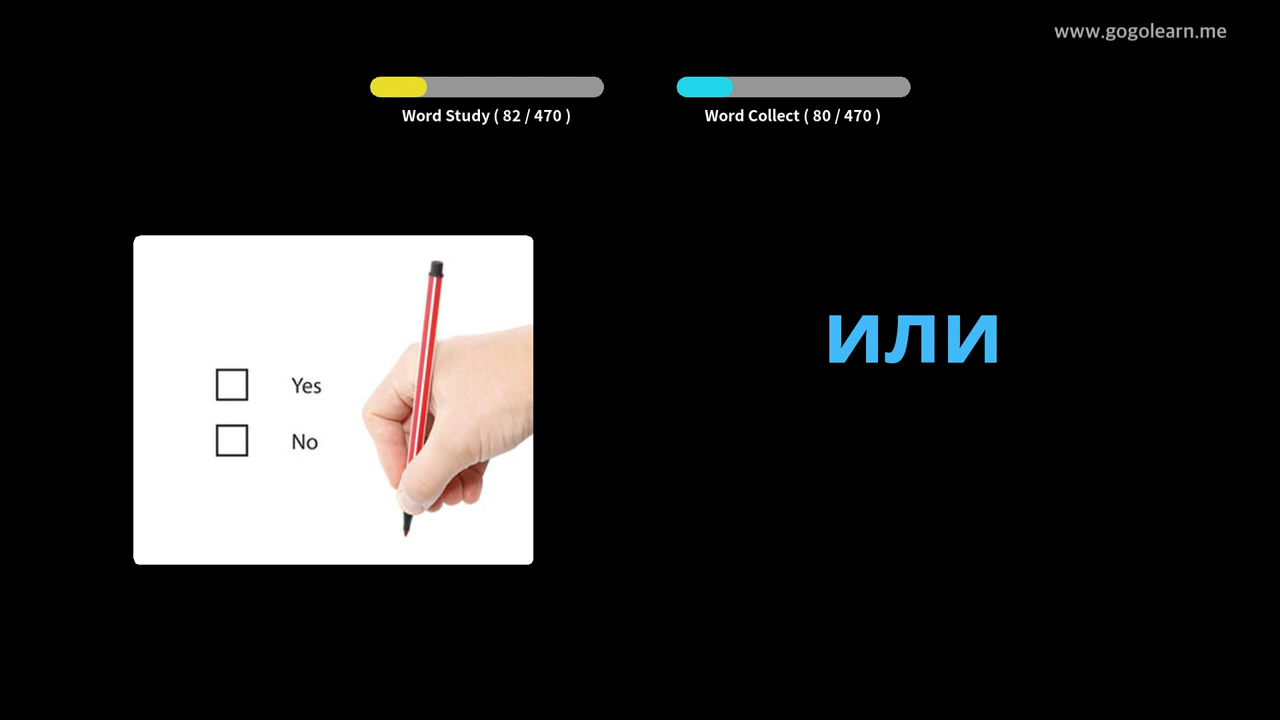 www.gogolearn.me
Word Study ( 82 / 470 )
Word Collect ( 80 / 470 )
Yes
No
или